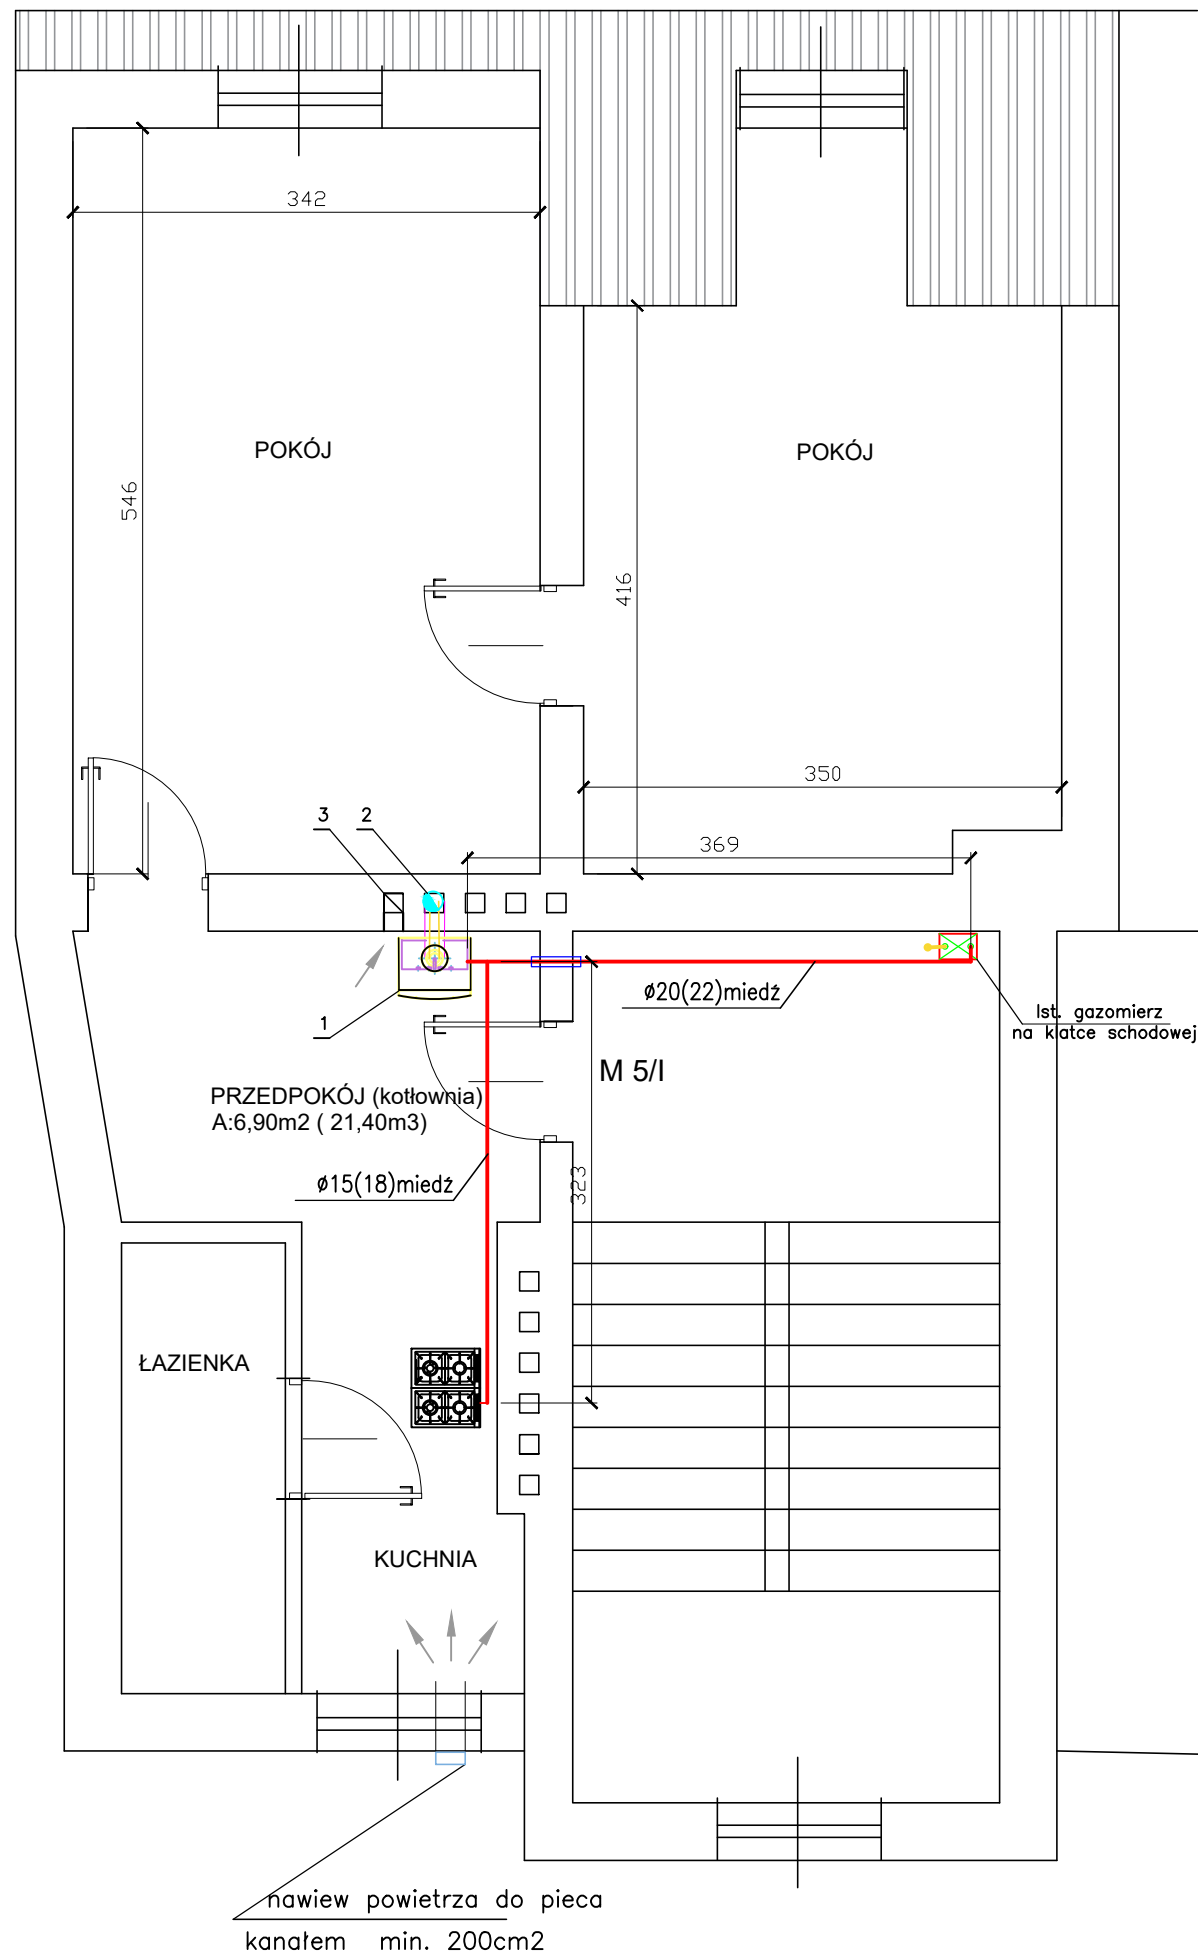 342
POKÓJ
POKÓJ
546
416
350
3
2
369
ø20(22)miedź
Ist. gazomierz
na klatce schodowej
1
M 5/I
PRZEDPOKÓJ (kotłownia)
A:6,90m2 ( 21,40m3)
ø15(18)miedź
323
ŁAZIENKA
KUCHNIA
nawiew powietrza do pieca
kanałem min. 200cm2